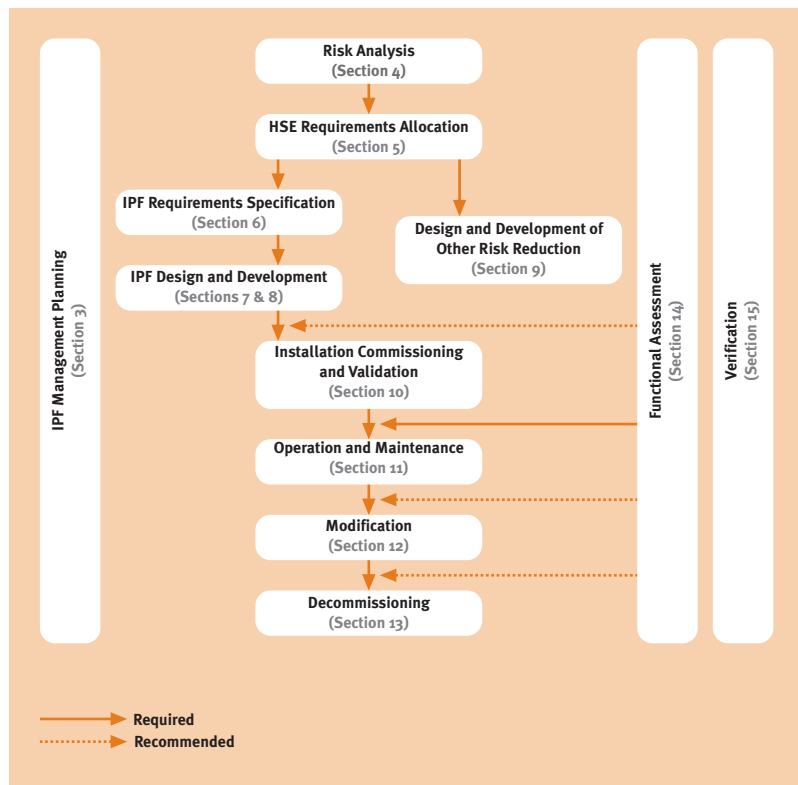 Risk Analysis
(Section 4)
HSE Requirements Allocation
(Section 5)
IPF Requirements Specification
(Section 6)
Design and Development of
Other Risk Reduction
(Section 9)
IPF Design and Development
(Sections 7 & 8)
Installation Commissioning
and Validation
(Section 10)
Operation and Maintenance
(Section 11)
Modification
(Section 12)
Decommissioning
(Section 13)
IPF Management Planning
(Section 3)
Functional Assessment
(Section 14)
Verification
(Section 15)
Required
Recommended